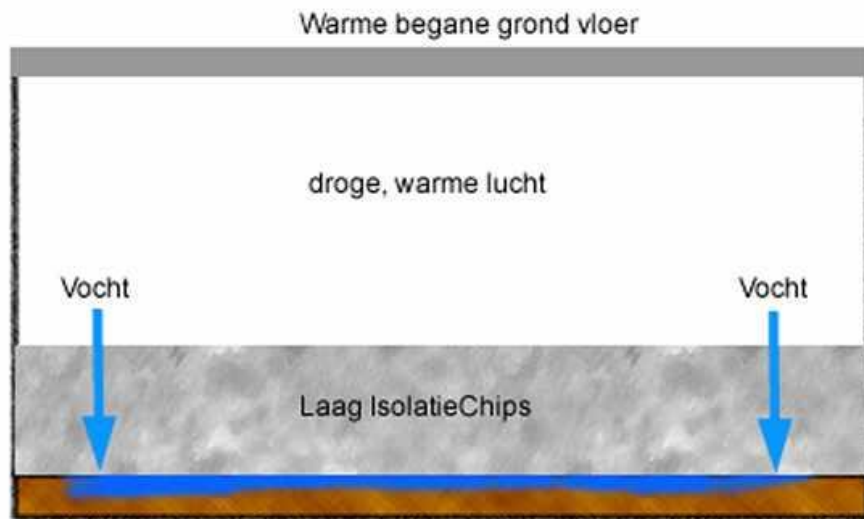 Warme begane grond vloer
droge, warme lucht
Vocht
Vocht
Laag IsolatieChips